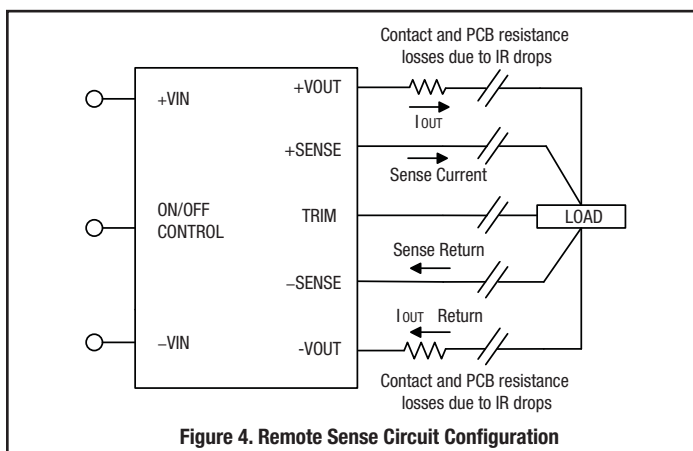 Contact and PCB resistance
losses due to IR drops
+VOUT
+VIN
IOUT
+SENSE
Sense Current
ON/OFF
CONTROL
TRIM
LOAD
Sense Return
–SENSE
IOUT Return
–VIN
-VOUT
Contact and PCB resistance
losses due to IR drops
Figure 4. Remote Sense Circuit Configuration